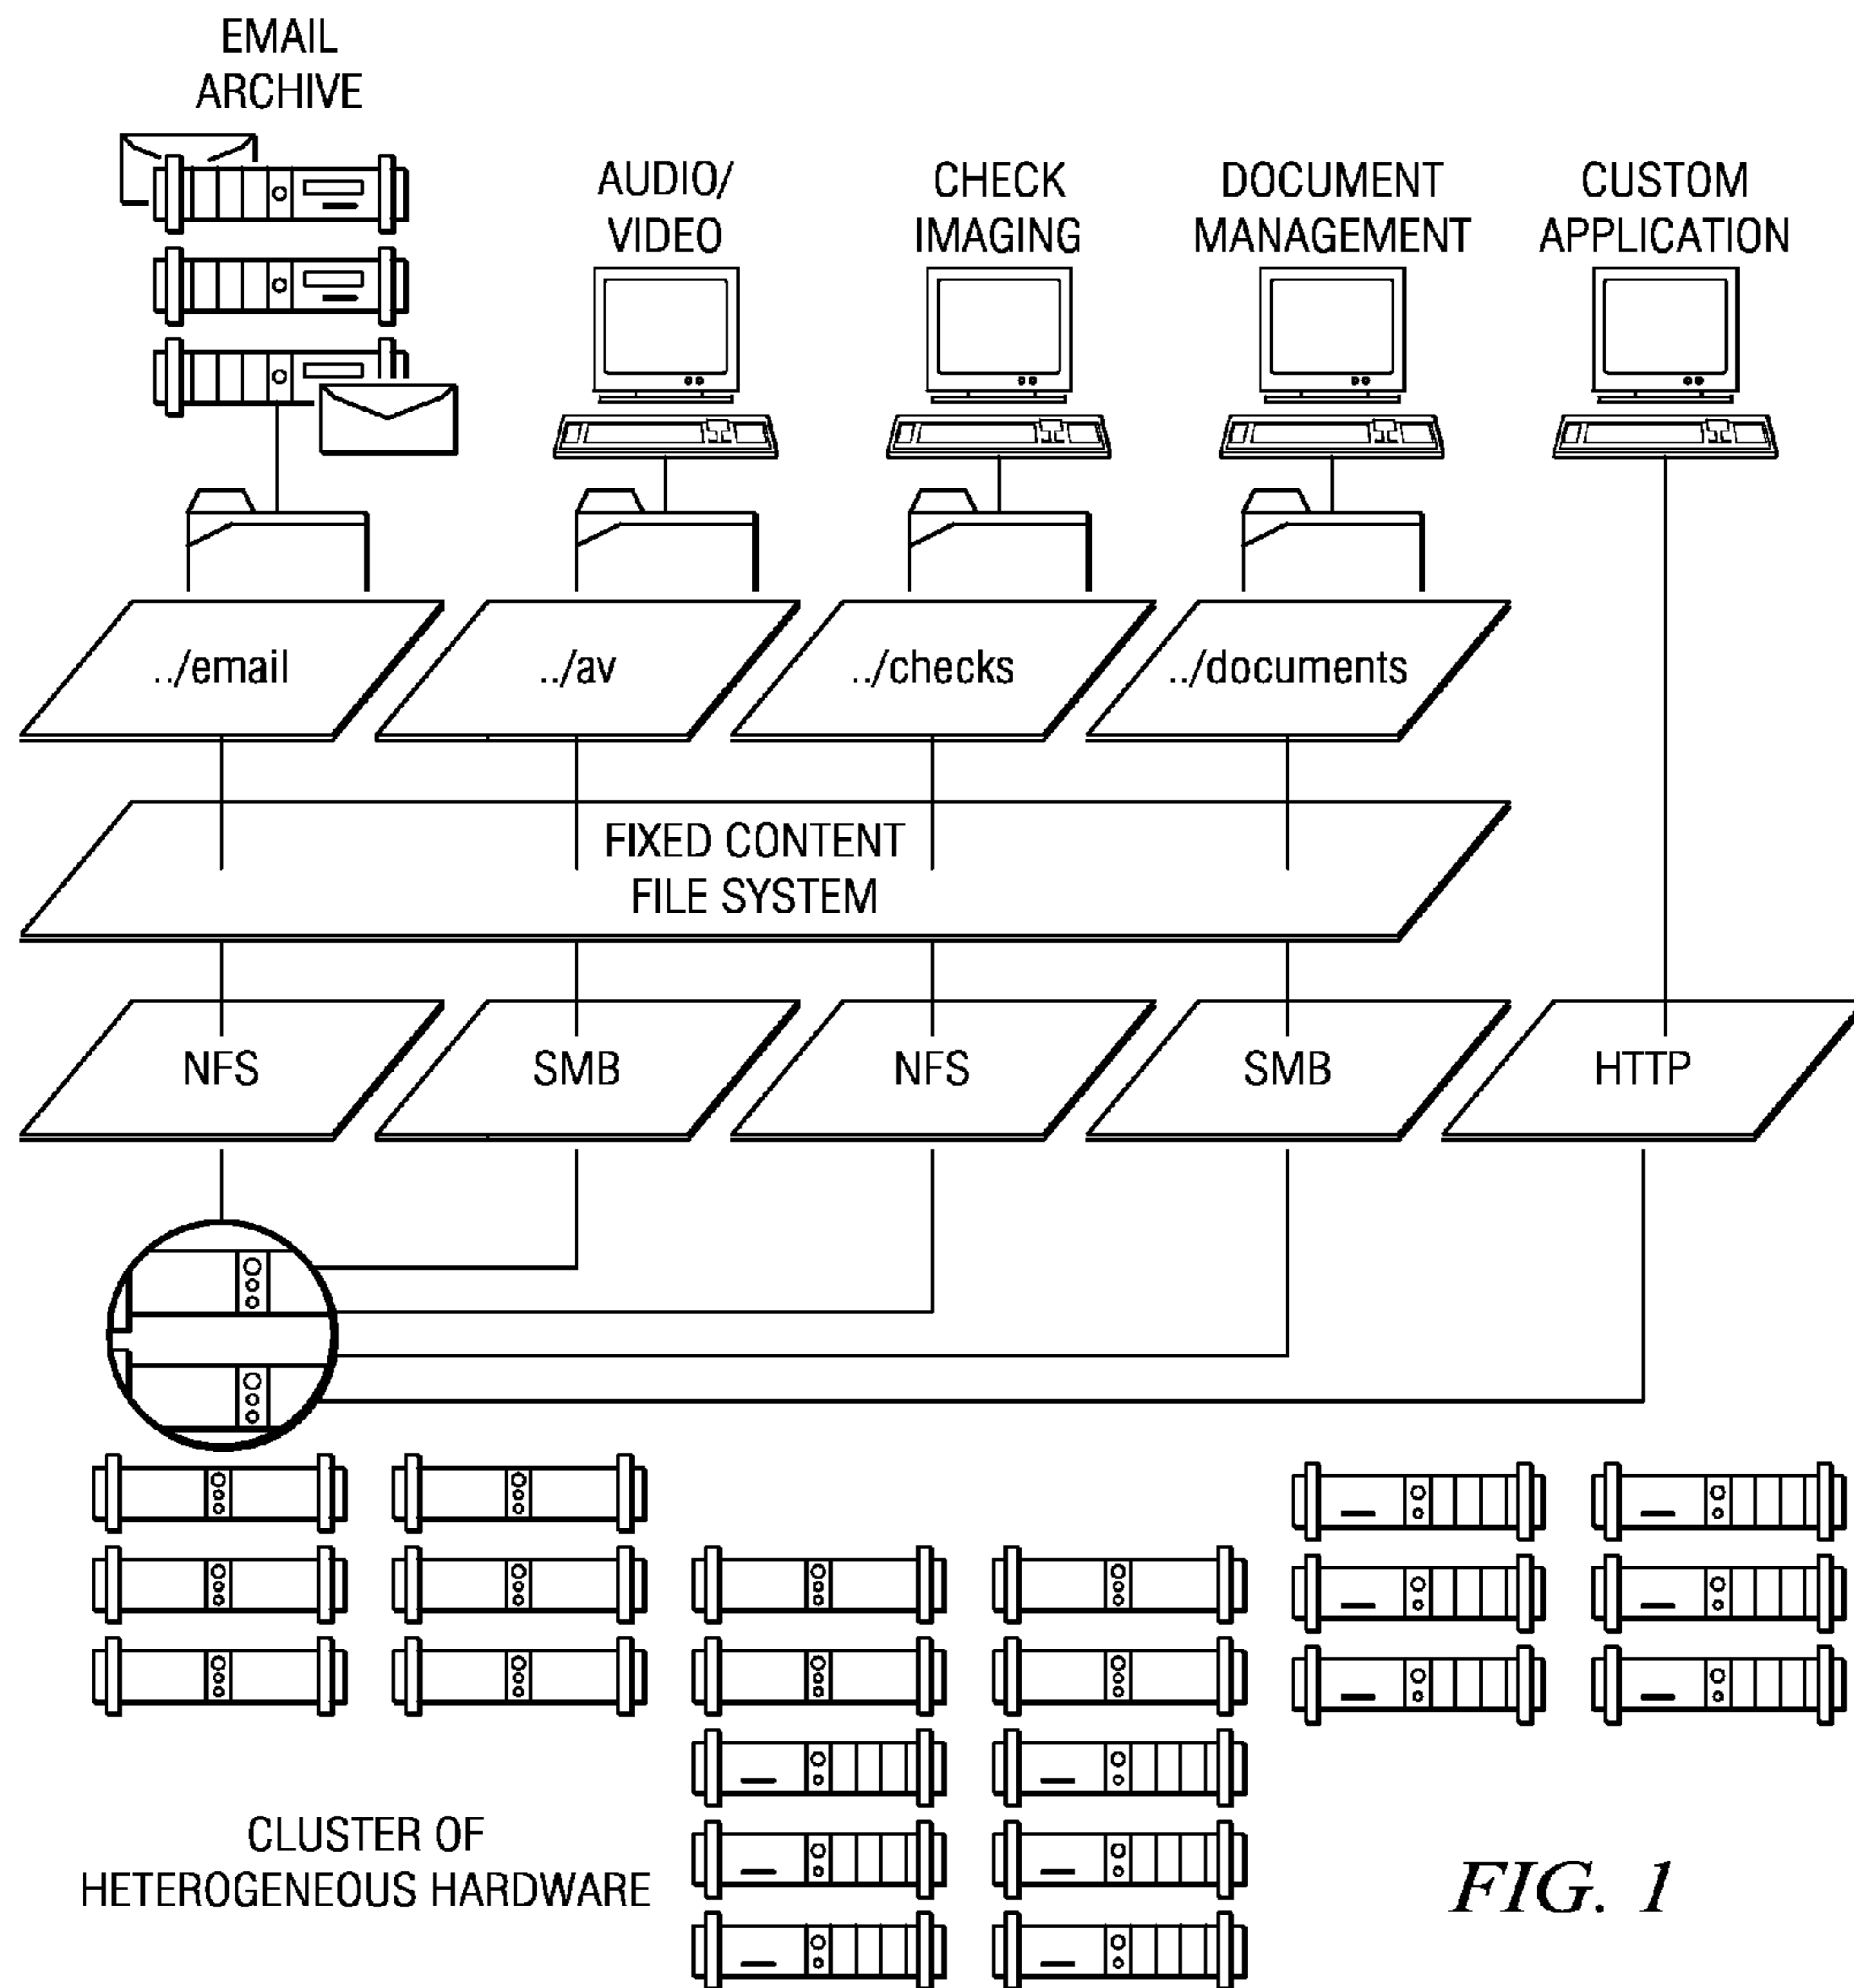 EMAIL
ARCHIVE
AUDIO/
VIDEO
CHECK
IMAGING
DOCUMENT
MANAGEMENT
CUSTOM
APPLICATION
../email
../av
../checks
../documents
FIXED CONTENT
FILE SYSTEM
NFS
SMB
NFS
SMB
HTTP
CLUSTER OF
HETEROGENEOUS HARDWARE
FIG. 1